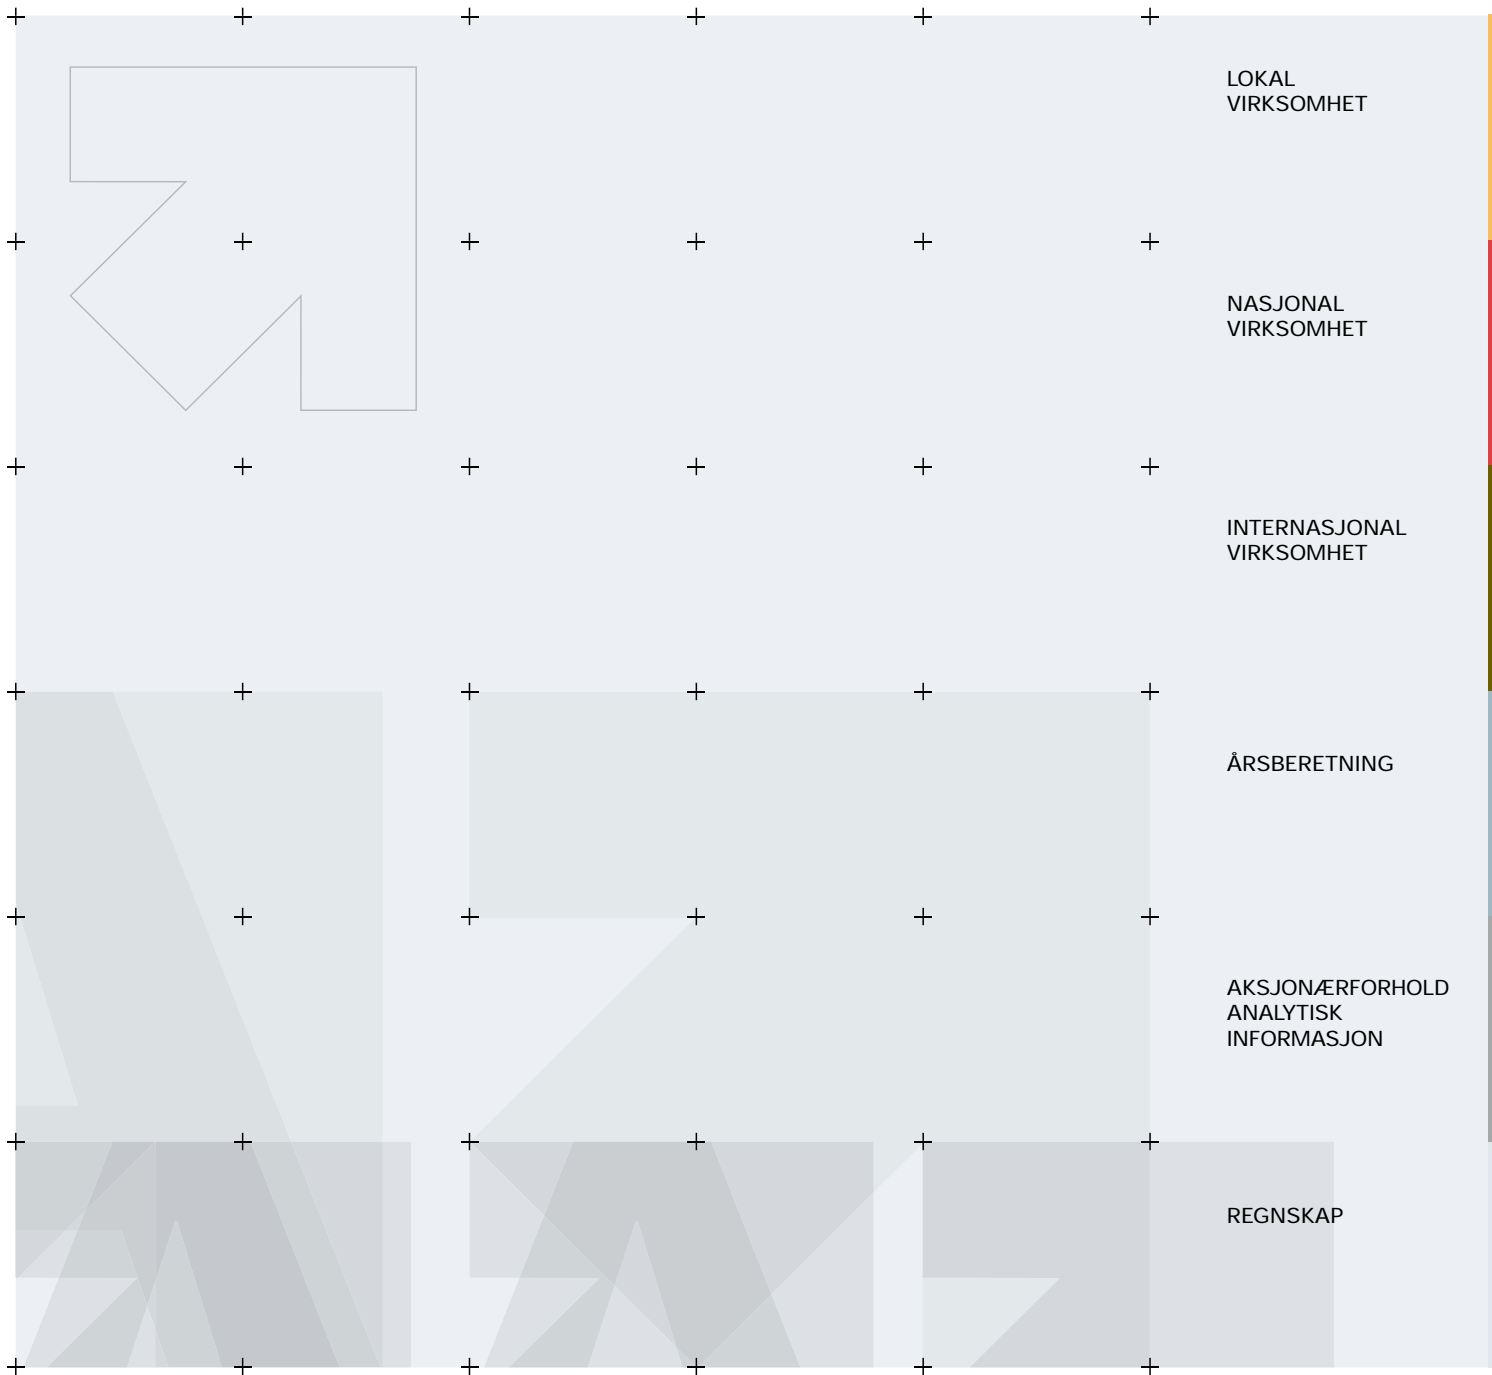 LOKAL
VIRKSOMHET
NASJONAL
VIRKSOMHET
INTERNASJONAL
VIRKSOMHET
ÅRSBERETNING
AKSJONÆRFORHOLD
ANALYTISK
INFORMASJON
REGNSKAP